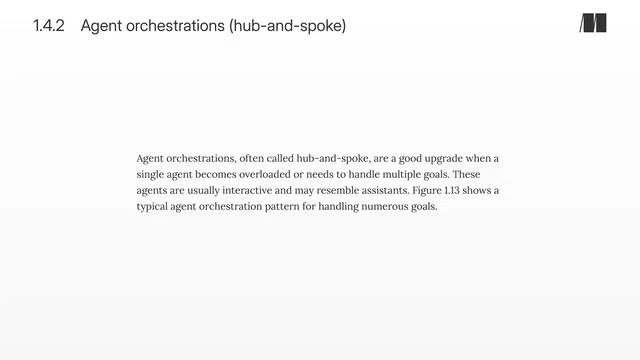 1.4.2 Agent orchestrations (hub-and-spoke)
Agent orchestrations, often called hub-and-spoke, are a good upgrade when a
single agent becomes overloaded or needs to handle multiple goals. These
agents are usually interactive and may resemble assistants. Figure 1.13 shows a
typical agent orchestration pattern for handling numerous goals.